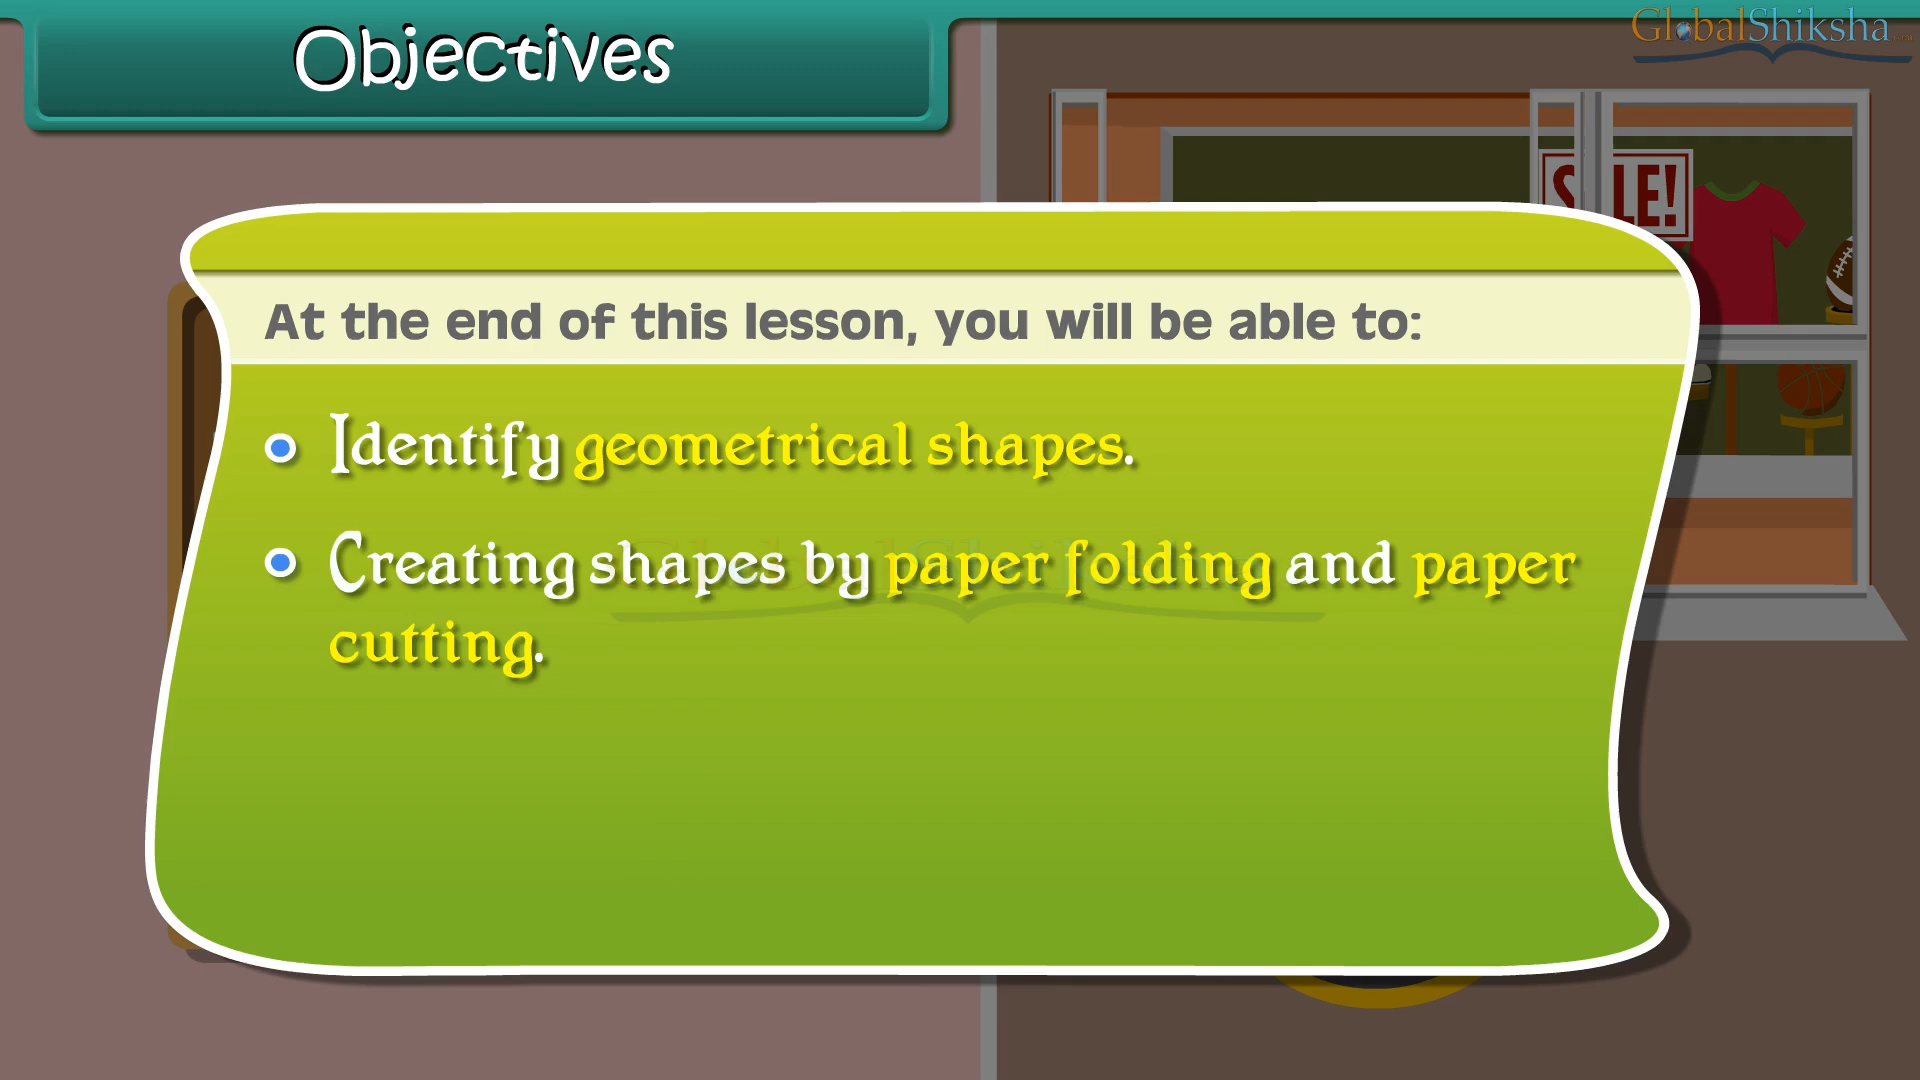 Objectives
GlobalShiksha
At the end of this lesson, you will be able to:
Identify geometrical shapes.
Creating shapes by paper folding and paper
cutting.